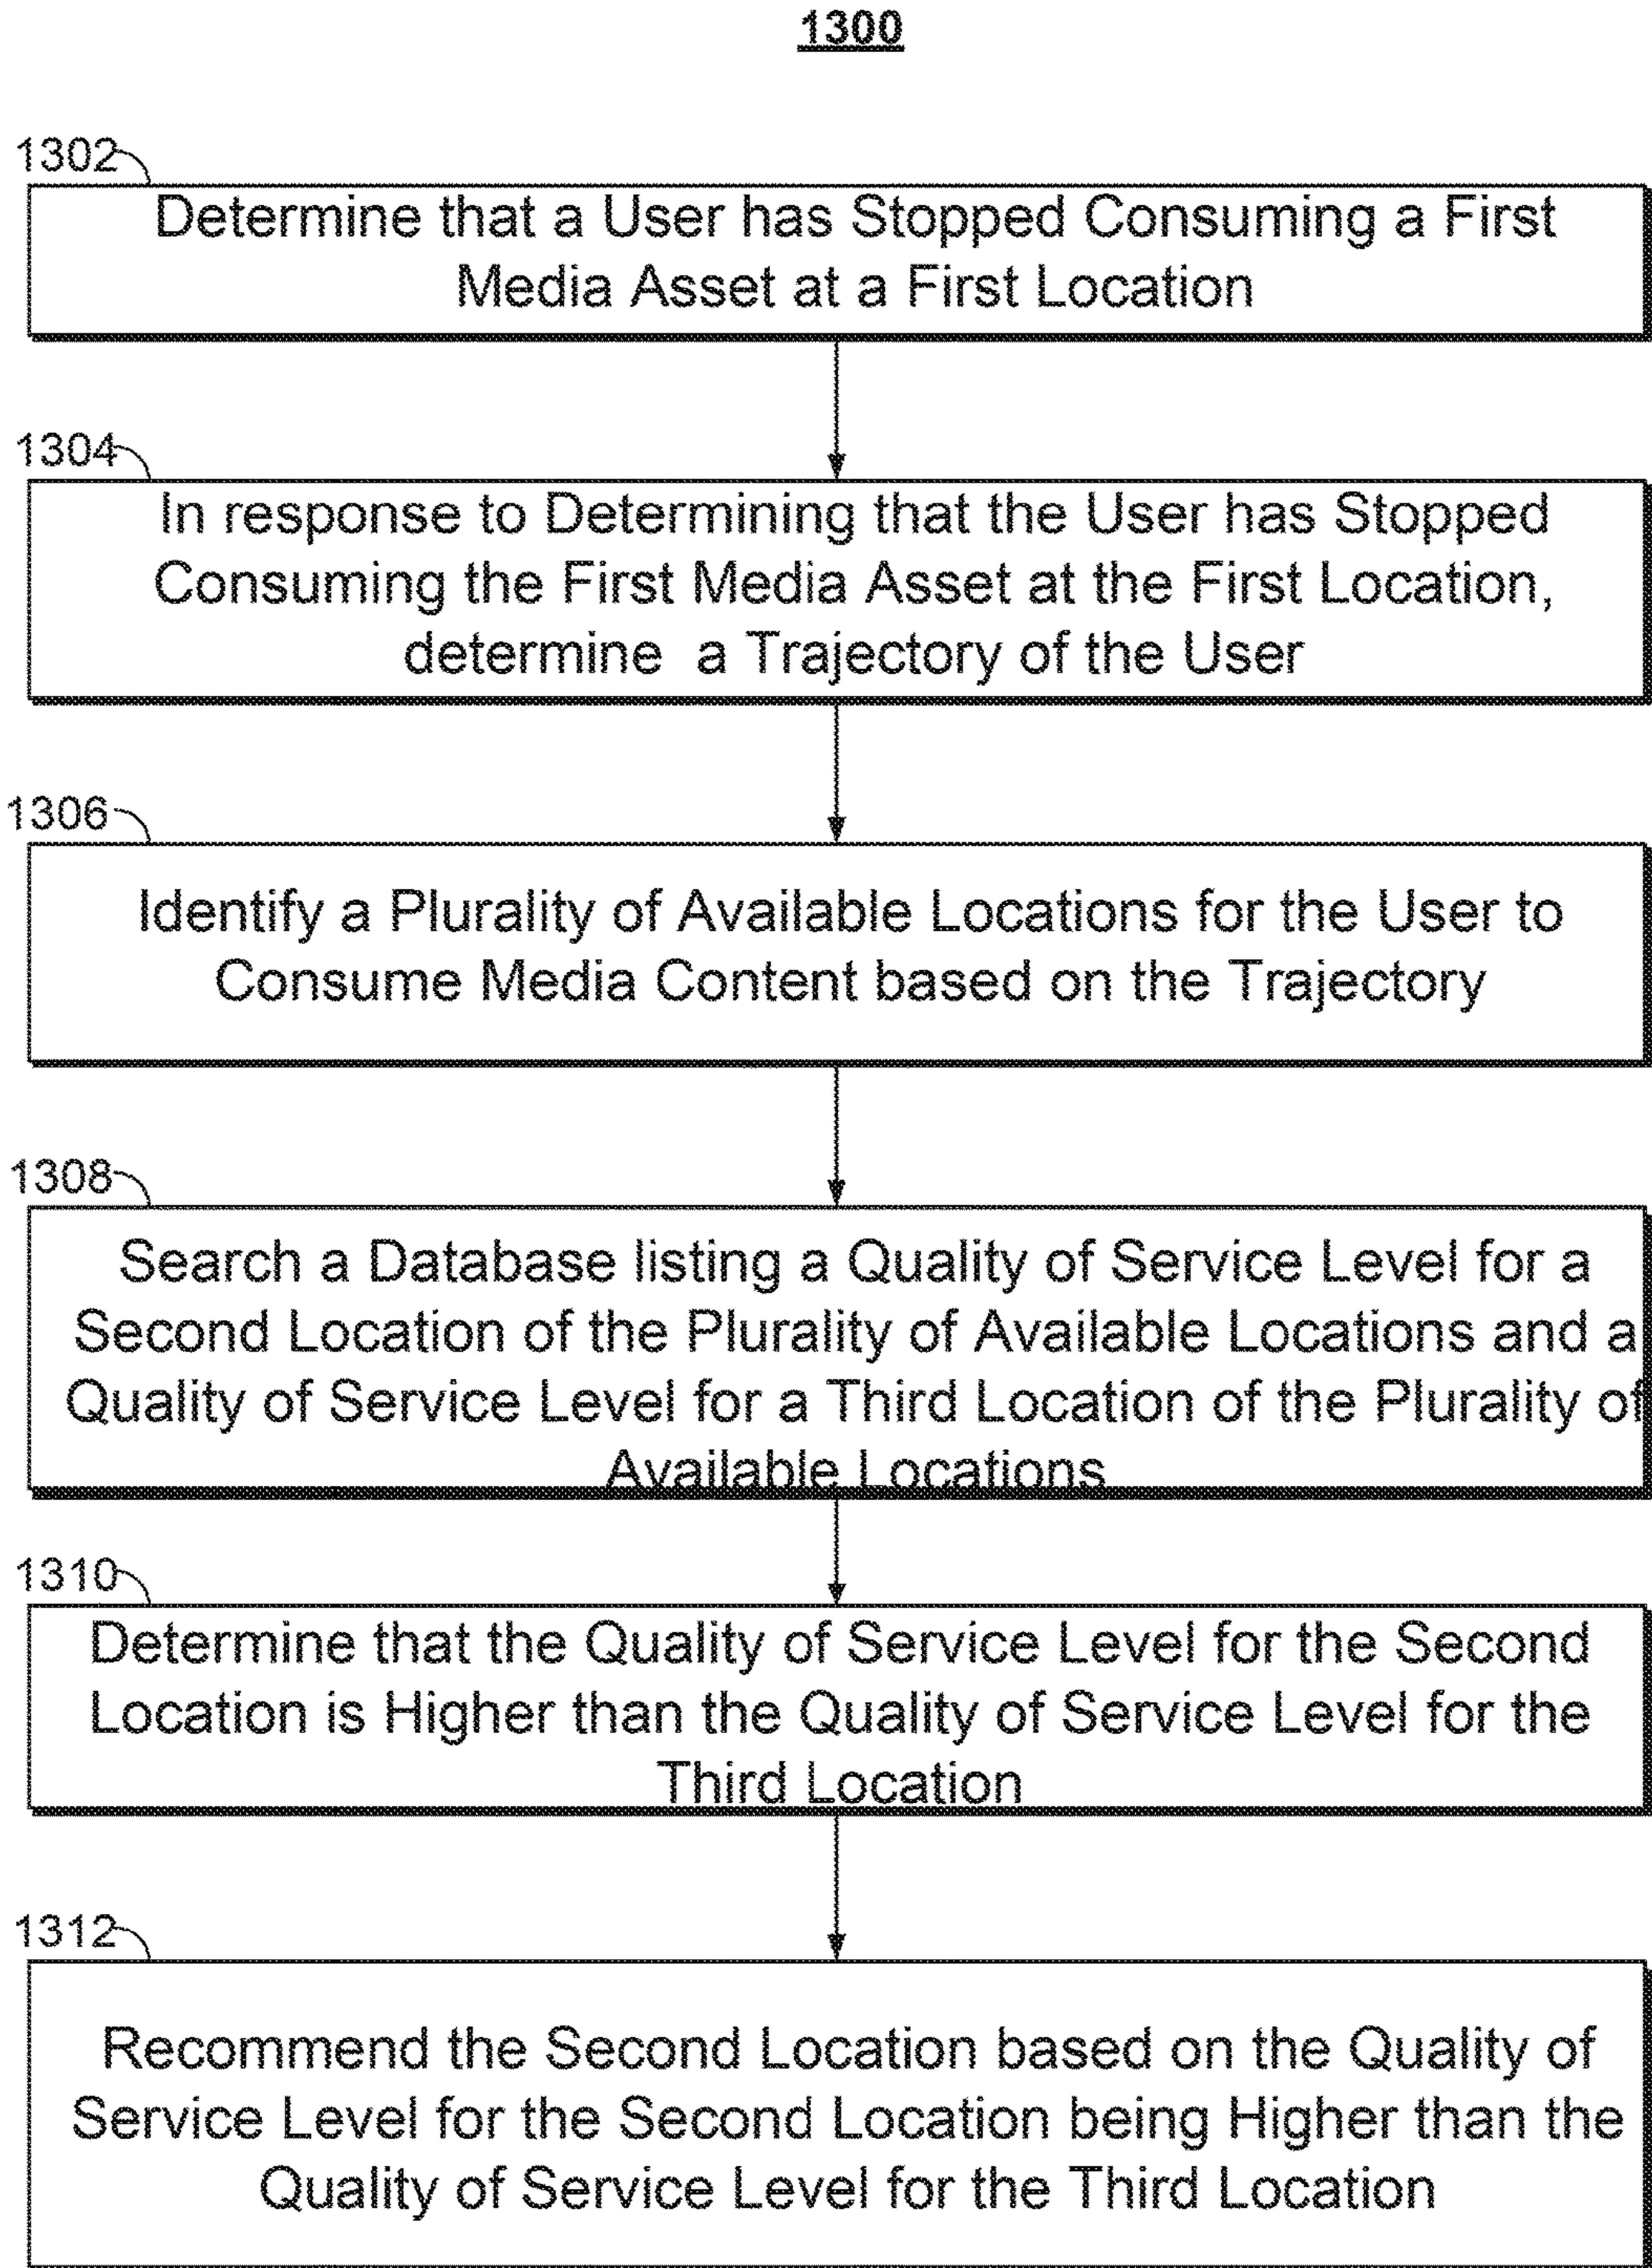 1300
1302
Determine that a User has Stopped Consuming a First
Media Asset at a First Location
1304
In response to Determining that the User has Stopped
Consuming the First Media Asset at the First Location,
determine a Trajectory of the User
1306
Identify a Plurality of Available Locations for the User to
Consume Media Content based on the Trajectory
1308
Search a Database listing a Quality of Service Level for a
Second Location of the Plurality of Available Locations and a
Quality of Service Level for a Third Location of the Plurality of
Available Locations
1310
Determine that the Quality of Service Level for the Second
Location is Higher than the Quality of Service Level for the
Third Location
1312
Recommend the Second Location based on the Quality of
Service Level for the Second Location being Higher than the
Quality of Service Level for the Third Location